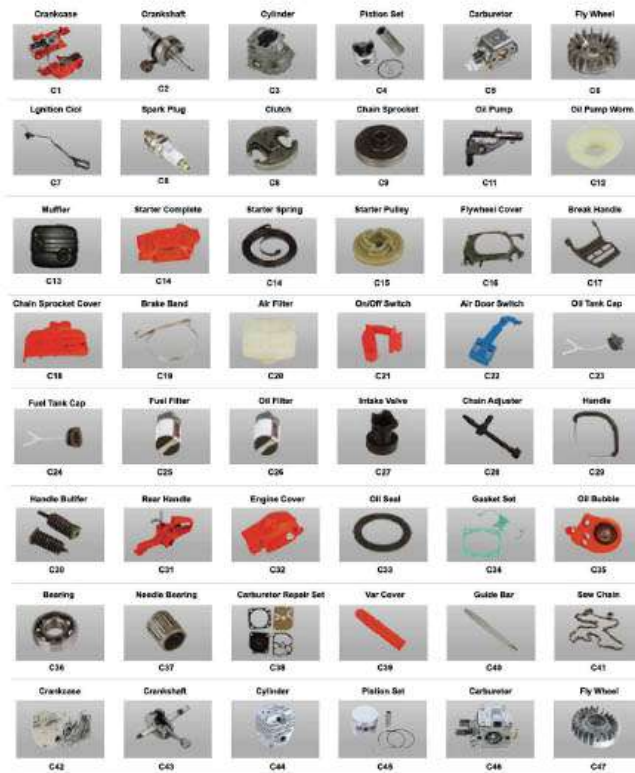 Crankcase Crankshaft Cylinder Pistion Set Carburetor Fly Wheel
C1 C2 C3 C4 C5 C6
Lgnition Ciol Spark Plug Clutch Chain Sprocket Oil Pump Oil Pump Worm
C7 C8 C8 C9 C11 C12
Muffler Starter Complete Starter Spring Starter Pulley Flywheel Cover Break Handle
C13 C14 C14 C15 C16 C17
Chain Sprocket Cover Brake Band Air Filter On/Off Switch Air Door Switch Oil Tank Cap
C18 C19 C20 C21 C22 C23
Fuel Tank Cap Fuel Filter Oil Filter Intake Valve Chain Adjuster Handle
C24 C25 C26 C27 C28 C29
Handle Bulifer Rear Handle Engine Cover Oil Seal Gasket Set Oil Bubble
C30 C31 C32 C33 C34 C35
Bearing Needle Bearing Carburetor Repair Set Var Cover Guide Bar Sew Chain
C36 C37 C38 C39 C40 C41
Crankcase Crankshaft Cylinder Pistion Set Carburetor Fly Wheel
C42 C43 C44 C45 C46 C47